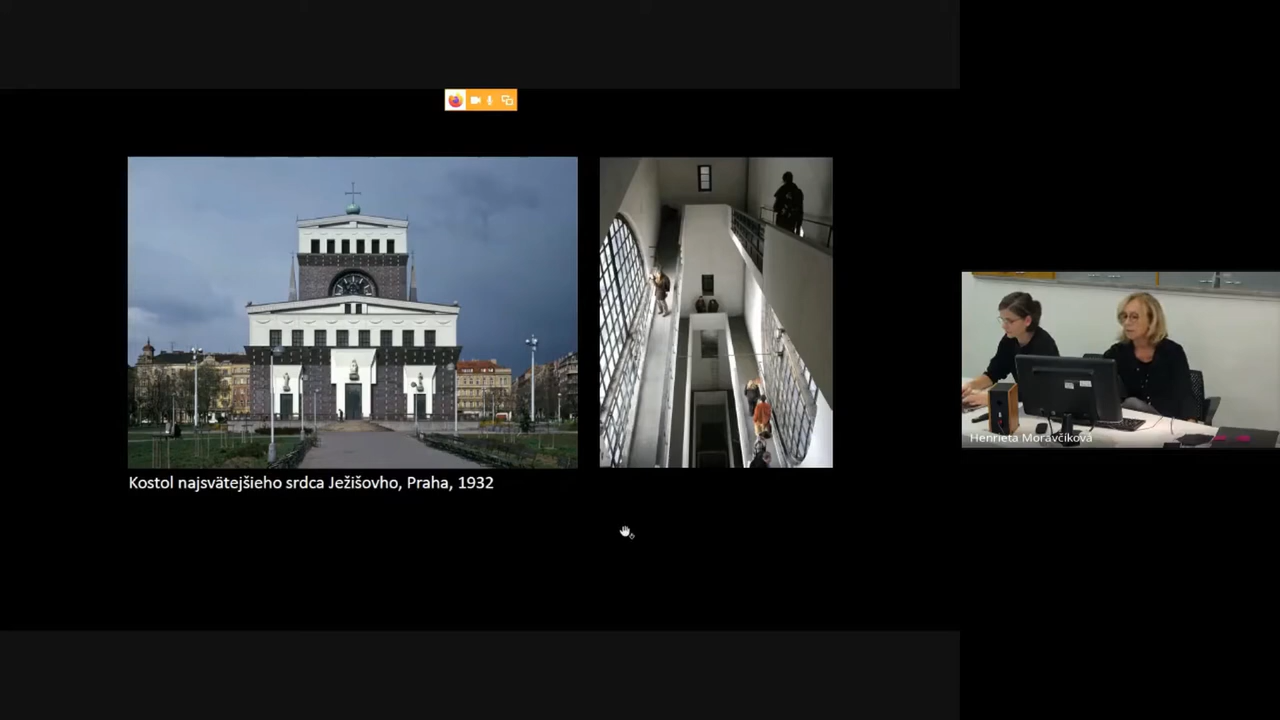 Kostol najsvätejšieho srdca Ježišovho, Praha, 1932
Henrieta Moravčíková